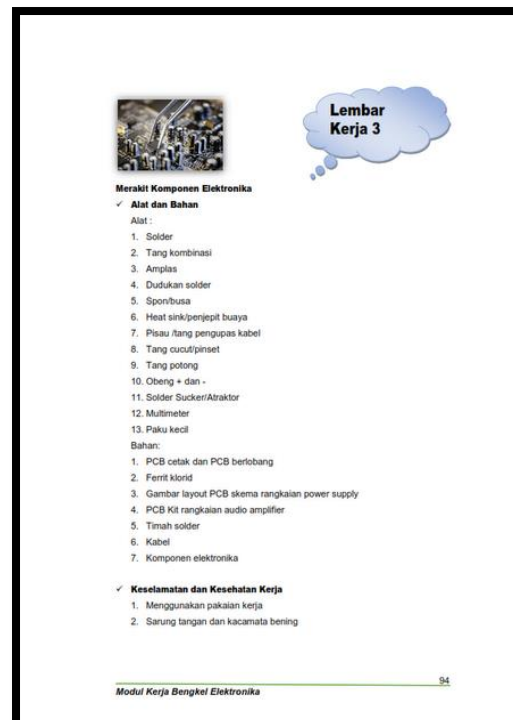 Lembar
Kerja 3
Merakit Komponen Elektronika
✓ Alat dan Bahan
Alat :
1. Solder
2. Tang kombinasi
3. Amplas
4. Dudukan solder
5. Spon/busa
6. Heat sink/penjepit buaya
7. Pisau /tang pengupas kabel
8. Tang cucut/pinset
9. Tang potong
10. Obeng + dan -
11. Solder Sucker/Atraktor
12. Multimeter
13. Paku kecil
Bahan:
1. PCB cetak dan PCB berlobang
2. Ferrit klorid
3. Gambar layout PCB skema rangkaian power supply
4. PCB Kit rangkaian audio amplifier
5. Timah solder
6. Kabel
7. Komponen elektronika
✓ Keselamatan dan Kesehatan Kerja
1. Menggunakan pakaian kerja
2. Sarung tangan dan kacamata bening
94
Modul Kerja Bengkel Elektronika